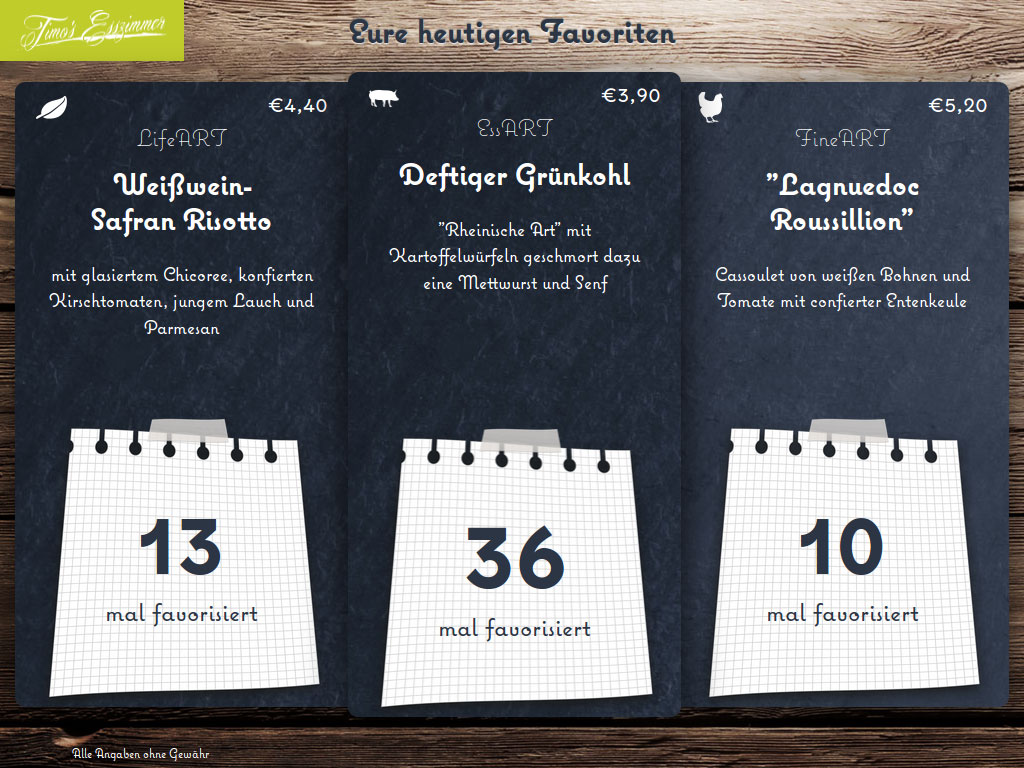 Timo's Esszimmer
Eure heutigen Favoriten
€4,40
LifeART
Weißwein-
Safran Risotto
mit glasiertem Chicoree, konfierten
Kirschtomaten, jungem Lauch und
Parmesan
13
mal favorisiert
€3,90
EssART
Deftiger Grünkohl
"Rheinische Art" mit
Kartoffelwürfeln geschmort dazu
eine Mettwurst und Senf
36
mal favorisiert
€5,20
FineART
"Lagnuedoc
Roussillion"
Cassoulet von weißen Bohnen und
Tomate mit confierter Entenkeule
10
mal favorisiert
Alle Angaben ohne Gewähr